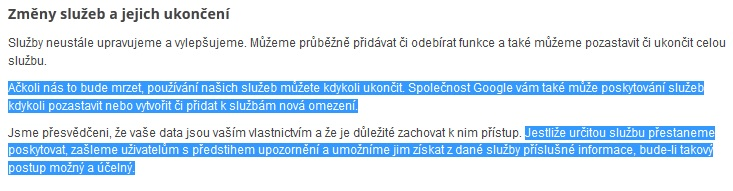 Změny služeb a jejich ukončení
Služby neustále upravujeme a vylepšujeme. Můžeme průběžně přidávat či odebírat funkce a také můžeme pozastavit či ukončit celou
službu.
Ačkoli nás to bude mrzet, používání našich služeb můžete kdykoli ukončit. Společnost Google vám také může poskytování služeb
kdykoli pozastavit nebo vytvořit či přidat k službám nová omezení.
Jsme přesvědčeni, že vaše data jsou vaším vlastnictvím a že je důležité zachovat k nim přístup. Jestliže určitou službu přestaneme
poskytovat, zašleme uživatelům s předstihem upozornění a umožníme jim získat z dané služby příslušné informace, bude-li takový
postup možný a účelný.